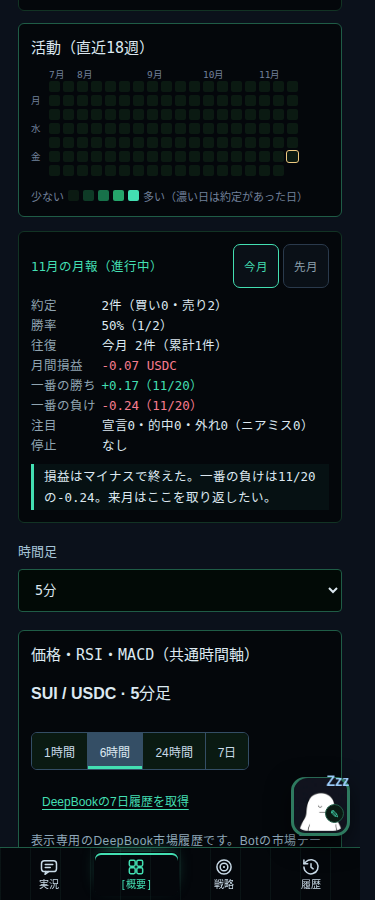 活動（直近18週）
7月 8月 9月 10月 11月
月
水
金
少ない 多い（濃い日は約定があった日）
11月の月報（進行中） 今月 先月
約定 2件（買い0・売り2）
勝率 50%（1/2）
往復 今月 2件（累計1件）
月間損益 -0.07 USDC
一番の勝ち +0.17（11/20）
一番の負け -0.24（11/20）
注目 宣言0・的中0・外れ0（ニアミス0）
停止 なし
損益はマイナスで終えた。一番の負けは11/20
の-0.24。来月はここを取り返したい。
時間足
5分
価格・RSI・MACD（共通時間軸）
SUI / USDC · 5分足
1時間 6時間 24時間 7日
Zzz
DeepBookの7日履歴を取得
表示専用のDeepBook市場履歴です。Botの市場デー
実況 [概要] 戦略 履歴